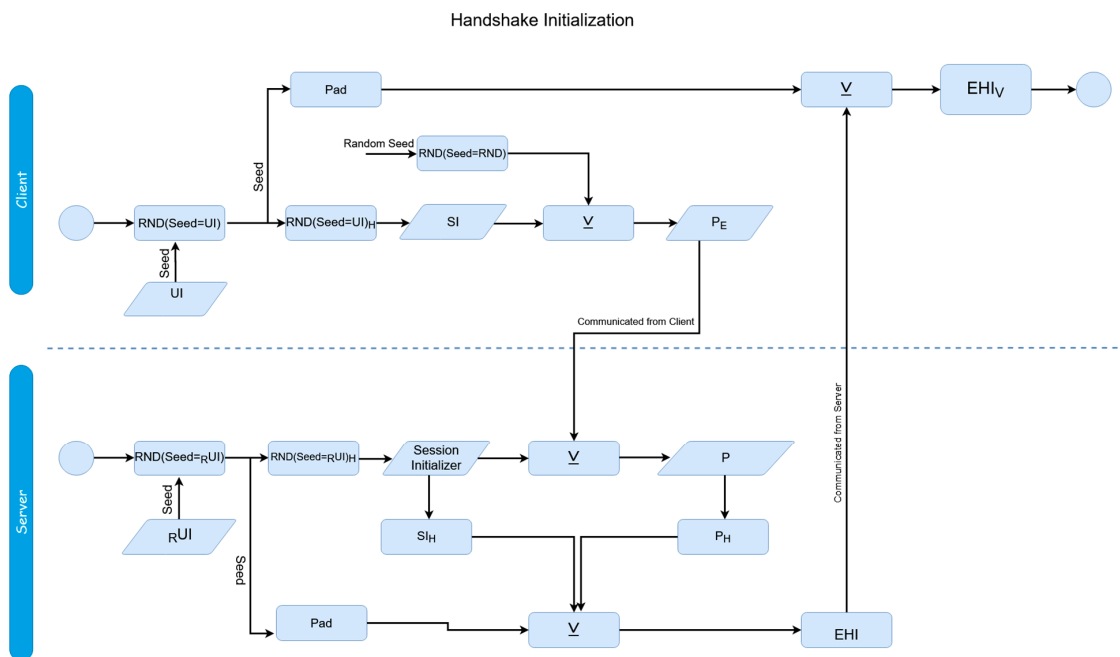 Handshake Initialization
Client
Pad
V
EHIV
Random Seed
RND(Seed=RND)
Seed
RND(Seed=UI)
RND(Seed=UI)H
SI
V
PE
Seed
UI
Communicated from Client
Communicated from Server
Server
RND(Seed=RUI)
RND(Seed=RUI)H
Session
Initializer
V
P
Seed
RUI
SIH
PH
Seed
Pad
V
EHI